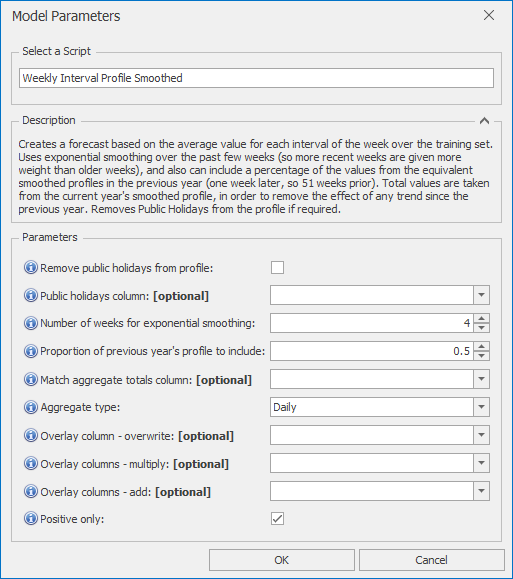 Model Parameters
Select a Script
Weekly Interval Profile Smoothed
Description
Creates a forecast based on the average value for each interval of the week over the training set.
Uses exponential smoothing over the past few weeks (so more recent weeks are given more
weight than older weeks), and also can include a percentage of the values from the equivalent
smoothed profiles in the previous year (one week later, so 51 weeks prior). Total values are taken
from the current year's smoothed profile, in order to remove the effect of any trend since the
previous year. Removes Public Holidays from the profile if required.
Parameters
Remove public holidays from profile:
Public holidays column: [optional]
Number of weeks for exponential smoothing: 4
Proportion of previous year's profile to include: 0.5
Match aggregate totals column: [optional]
Aggregate type: Daily
Overlay column - overwrite: [optional]
Overlay columns - multiply: [optional]
Overlay columns - add: [optional]
Positive only:
OK Cancel